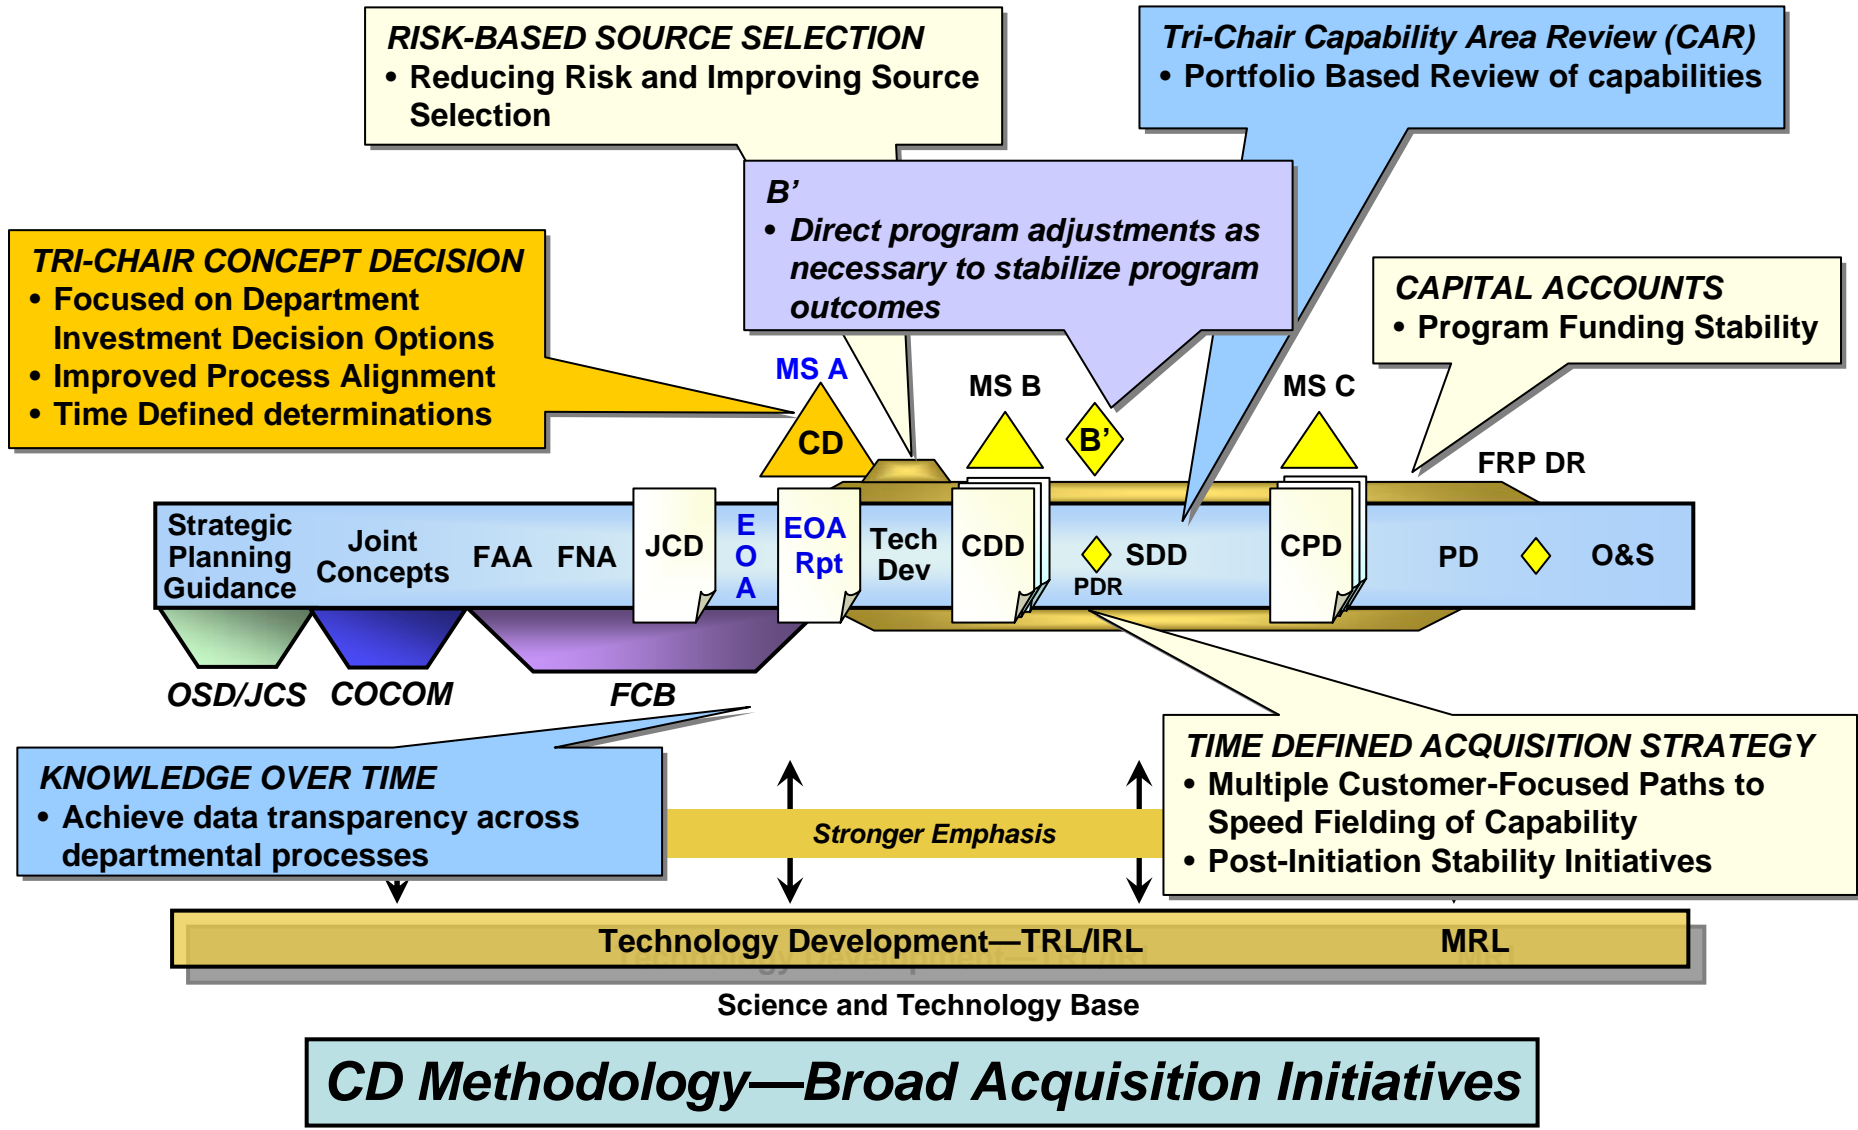 RISK-BASED SOURCE SELECTION
• Reducing Risk and Improving Source
Selection
Tri-Chair Capability Area Review (CAR)
• Portfolio Based Review of capabilities
B’
• Direct program adjustments as
necessary to stabilize program
outcomes
TRI-CHAIR CONCEPT DECISION
• Focused on Department
Investment Decision Options
• Improved Process Alignment
• Time Defined determinations
CAPITAL ACCOUNTS
• Program Funding Stability
MS A
MS B
MS C
CD
B’
FRP DR
Strategic
Planning
Guidance
Joint
Concepts
FAA
FNA
JCD
E
O
A
EOA
Rpt
Tech
Dev
CDD
PDR
SDD
CPD
PD
O&S
OSD/JCS
COCOM
FCB
KNOWLEDGE OVER TIME
• Achieve data transparency across
departmental processes
Stronger Emphasis
TIME DEFINED ACQUISITION STRATEGY
• Multiple Customer-Focused Paths to
Speed Fielding of Capability
• Post-Initiation Stability Initiatives
Technology Development—TRL/IRL
MRL
Science and Technology Base
CD Methodology—Broad Acquisition Initiatives